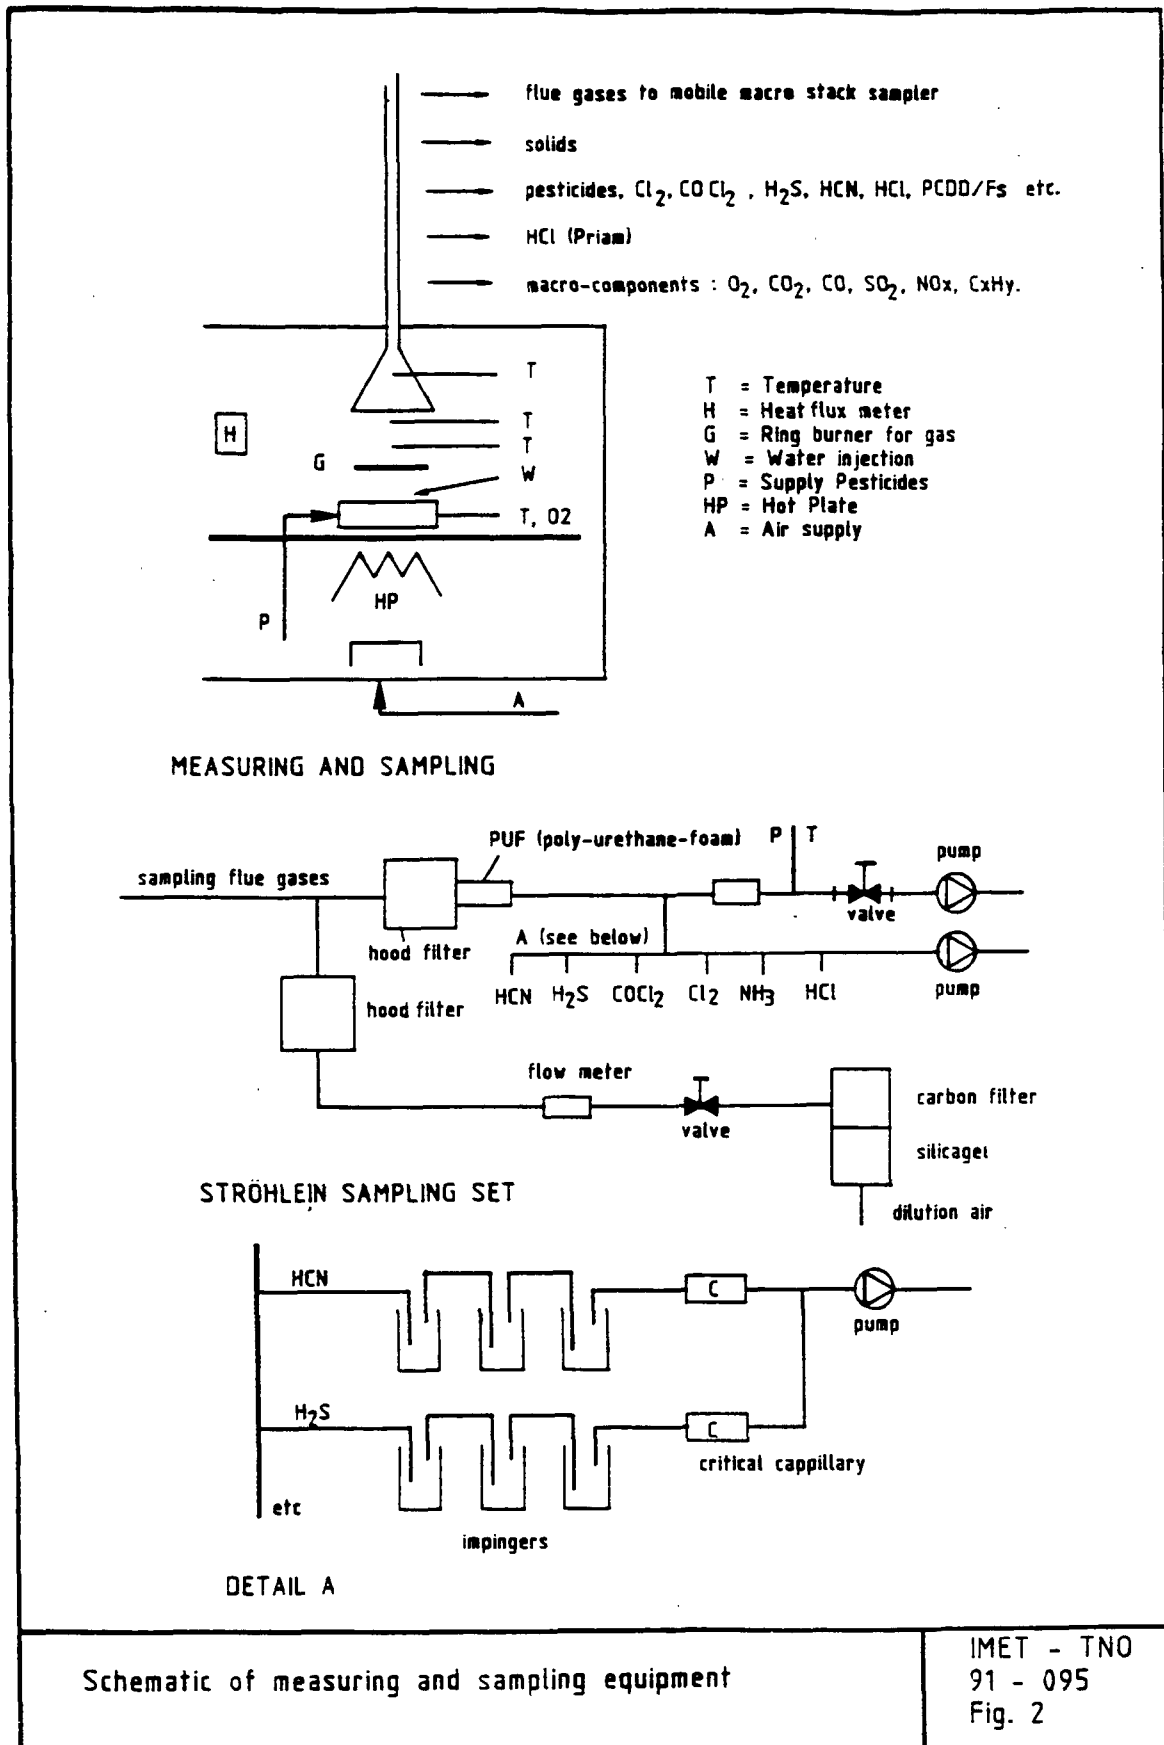 flue gases to mobile macro stack sampler
solids
pesticides, Cl2, COCl2 , H2S, HCN, HCl, PCDD/Fs etc.
HCl (Priam)
macro-components : O2, CO2, CO, SO2, NOx, CxHy.
T
T
T
H
G
W
T, O2
HP
P
A
T = Temperature
H = Heat flux meter
G = Ring burner for gas
W = Water injection
P = Supply Pesticides
HP = Hot Plate
A = Air supply
MEASURING AND SAMPLING
PUF (poly-urethane-foam)
P T
pump
sampling flue gases
valve
hood filter
A (see below)
HCN H2S COCl2 Cl2 NH3 HCl
pump
hood filter
flow meter
valve
carbon filter
silicagel
dilution air
STRÖHLEIN SAMPLING SET
HCN
C
pump
H2S
C
critical cappillary
etc
impingers
DETAIL A
Schematic of measuring and sampling equipment
IMET - TNO
91 - 095
Fig. 2